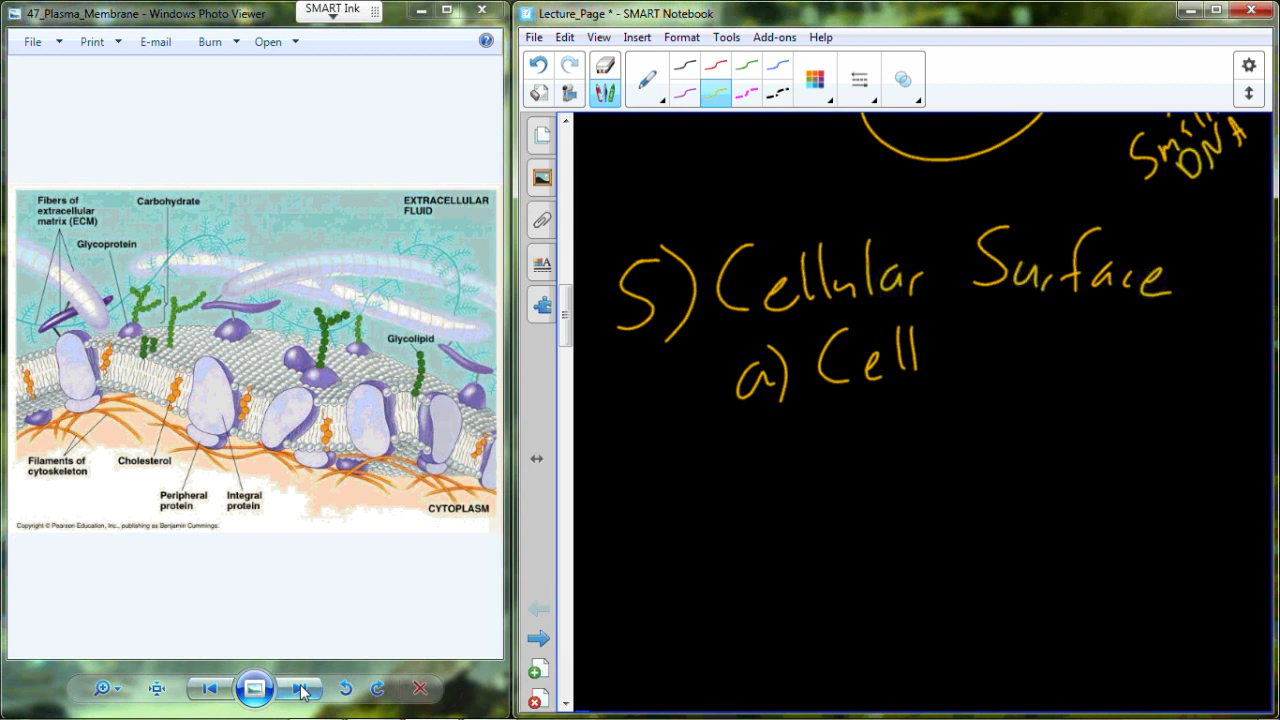 47_Plasma_Membrane - Windows Photo Viewer
SMART Ink
File Print E-mail Burn Open
Fibers of
extracellular
matrix (ECM)
Carbohydrate
EXTRACELLULAR
FLUID
Glycoprotein
Glycolipid
Filaments of
cytoskeleton
Cholesterol
Peripheral
protein
Integral
protein
CYTOPLASM
Copyright © Pearson Education, Inc., publishing as Benjamin Cummings.
Lecture_Page * - SMART Notebook
File Edit View Insert Format Tools Add-ons Help
DNA
5) Cellular Surface
a) Cell